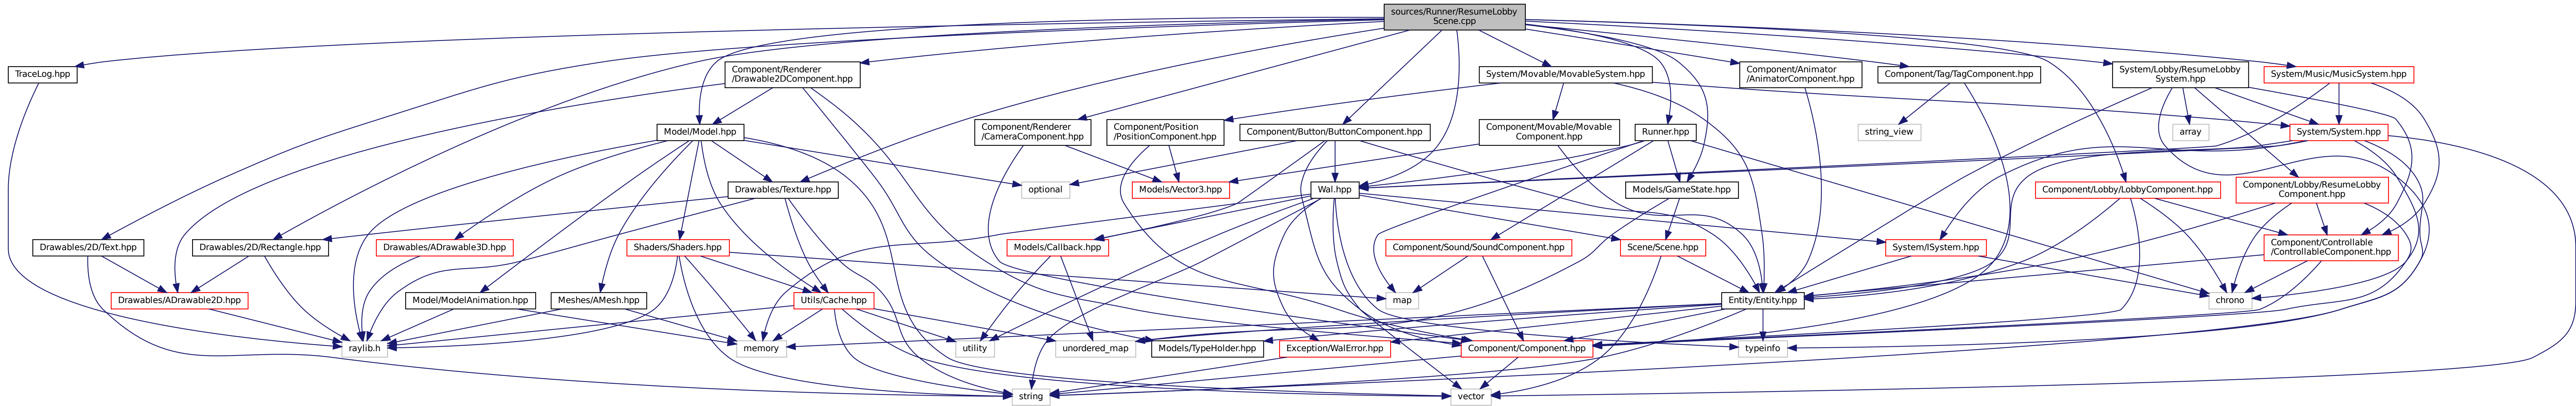 sources/Runner/ResumeLobby
Scene.cpp
TraceLog.hpp
Component/Renderer
/Drawable2DComponent.hpp
System/Movable/MovableSystem.hpp
Component/Animator
/AnimatorComponent.hpp
Component/Tag/TagComponent.hpp
System/Lobby/ResumeLobby
System.hpp
System/Music/MusicSystem.hpp
Model/Model.hpp
Component/Renderer
/CameraComponent.hpp
Component/Position
/PositionComponent.hpp
Component/Button/ButtonComponent.hpp
Component/Movable/Movable
Component.hpp
Runner.hpp
string_view
array
System/System.hpp
Drawables/Texture.hpp
optional
Models/Vector3.hpp
Wal.hpp
Models/GameState.hpp
Component/Lobby/LobbyComponent.hpp
Component/Lobby/ResumeLobby
Component.hpp
Drawables/2D/Text.hpp
Drawables/2D/Rectangle.hpp
Drawables/ADrawable3D.hpp
Shaders/Shaders.hpp
Models/Callback.hpp
Component/Sound/SoundComponent.hpp
Scene/Scene.hpp
System/ISystem.hpp
Component/Controllable
/ControllableComponent.hpp
Drawables/ADrawable2D.hpp
Model/ModelAnimation.hpp
Meshes/AMesh.hpp
Utils/Cache.hpp
map
Entity/Entity.hpp
chrono
raylib.h
memory
utility
unordered_map
Models/TypeHolder.hpp
Exception/WalError.hpp
Component/Component.hpp
typeinfo
string
vector